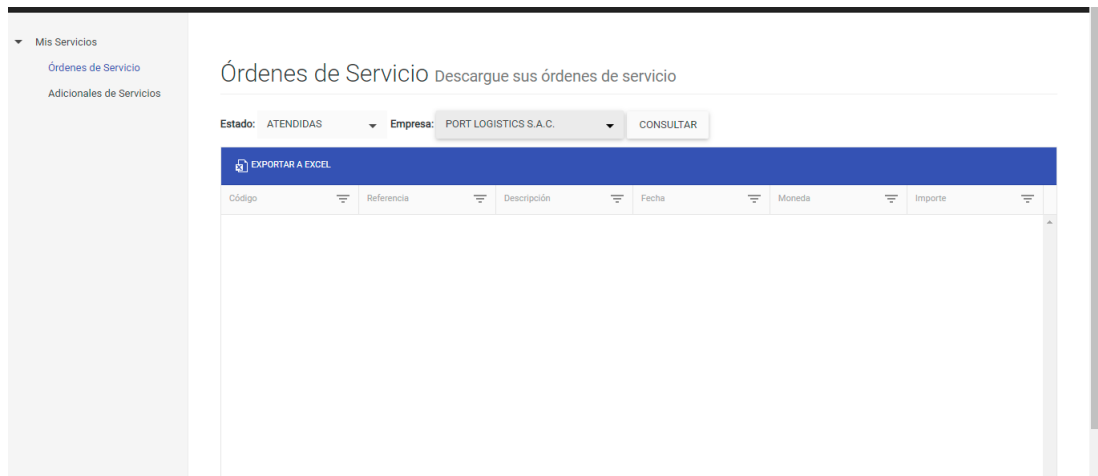 Mis Servicios
Órdenes de Servicio
Adicionales de Servicios
Órdenes de Servicio Descargue sus órdenes de servicio
Estado: ATENDIDAS Empresa: PORT LOGISTICS S.A.C. CONSULTAR
EXPORTAR A EXCEL
Código Referencia Descripción Fecha Moneda Importe